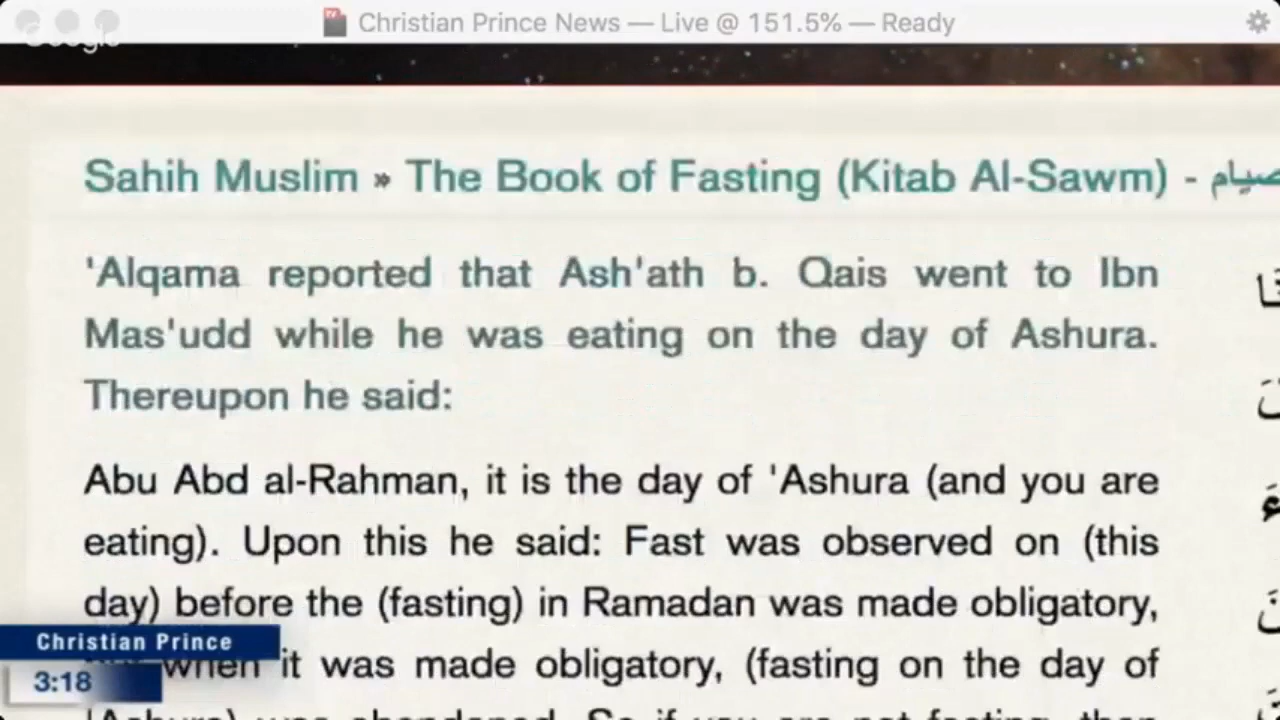 Christian Prince News — Live @ 151.5% — Ready
Google
Sahih Muslim » The Book of Fasting (Kitab Al-Sawm) -
'Alqama reported that Ash'ath b. Qais went to Ibn
Mas'udd while he was eating on the day of Ashura.
Thereupon he said:
Abu Abd al-Rahman, it is the day of 'Ashura (and you are
eating). Upon this he said: Fast was observed on (this
day) before the (fasting) in Ramadan was made obligatory,
when it was made obligatory, (fasting on the day of
Christian Prince
3:18